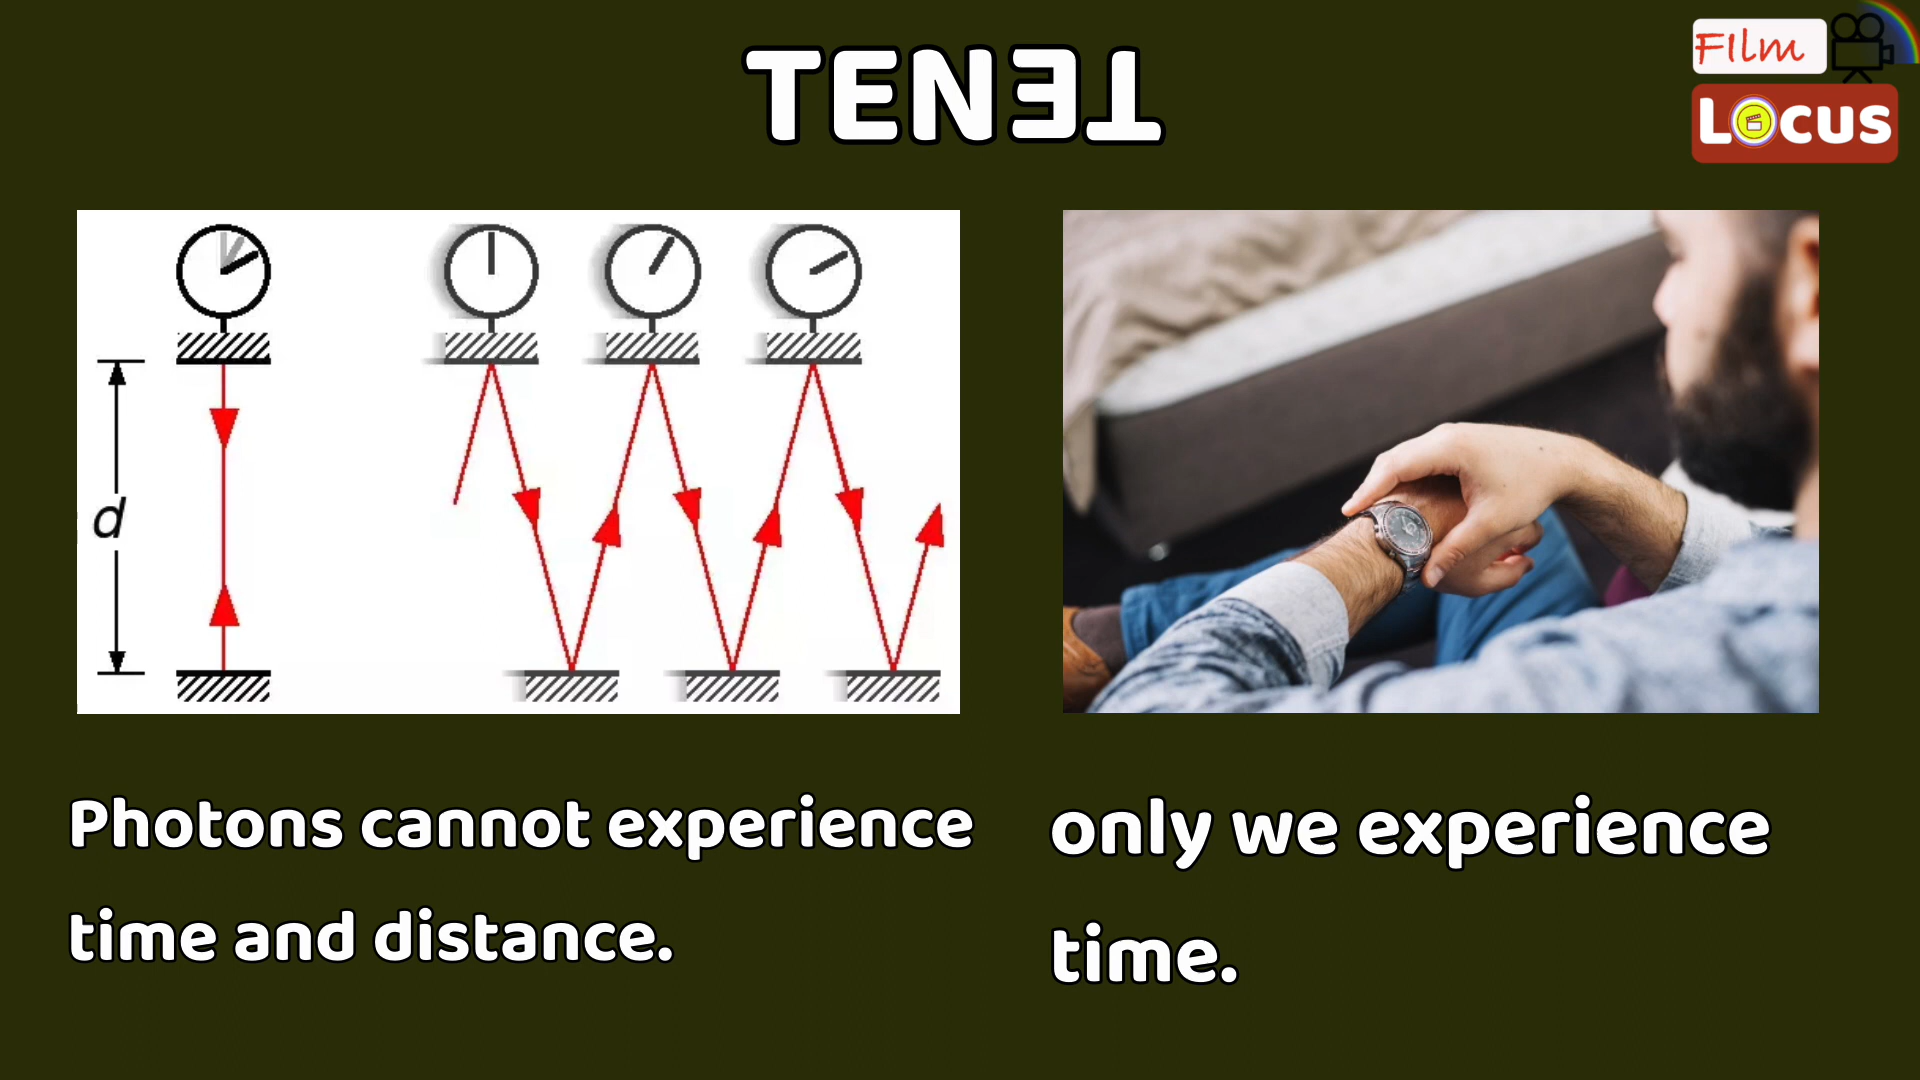 TENET
FIlm
Locus
d
Photons cannot experience
time and distance.
only we experience
time.